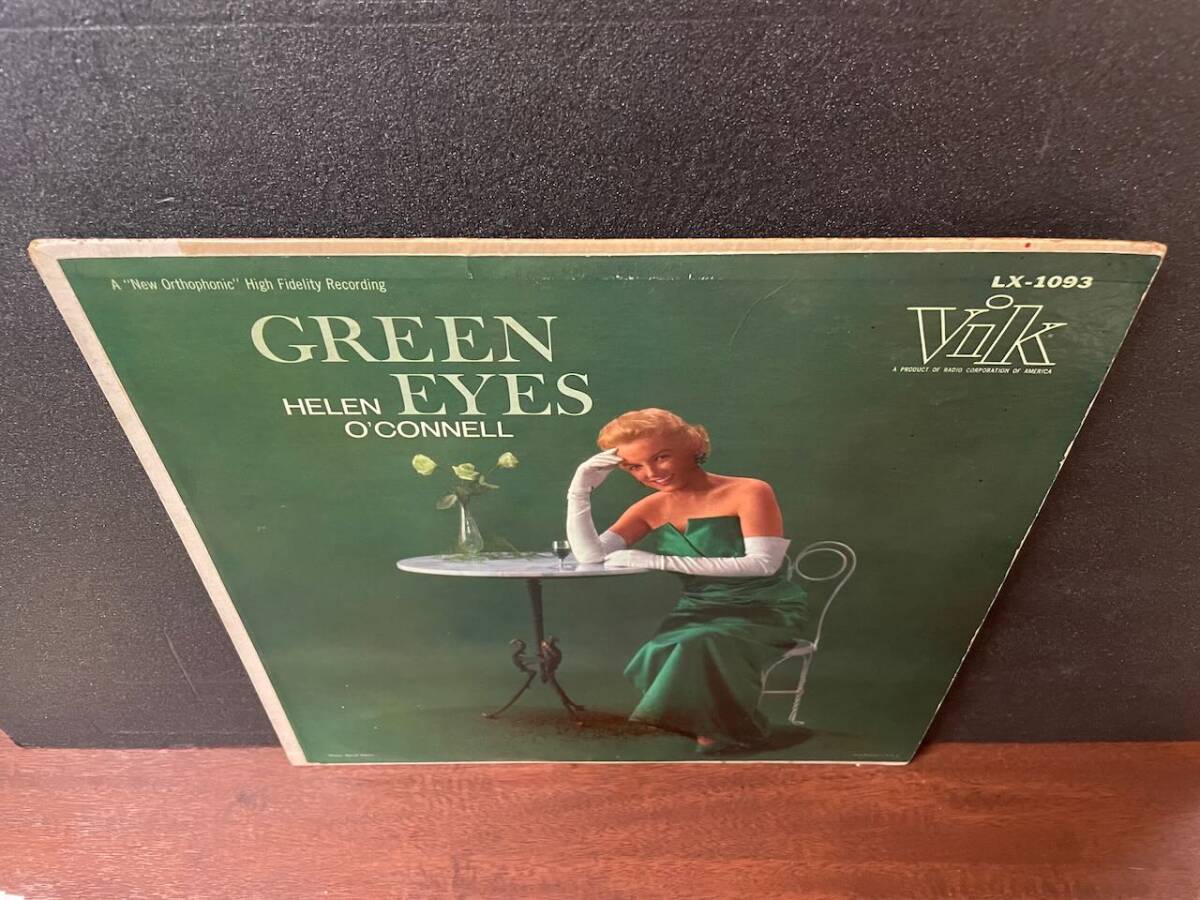 A "New Orthophonic" High Fidelity Recording
LX-1093
Vik
A PRODUCT OF RADIO CORPORATION OF AMERICA
GREEN
EYES
HELEN
O'CONNELL